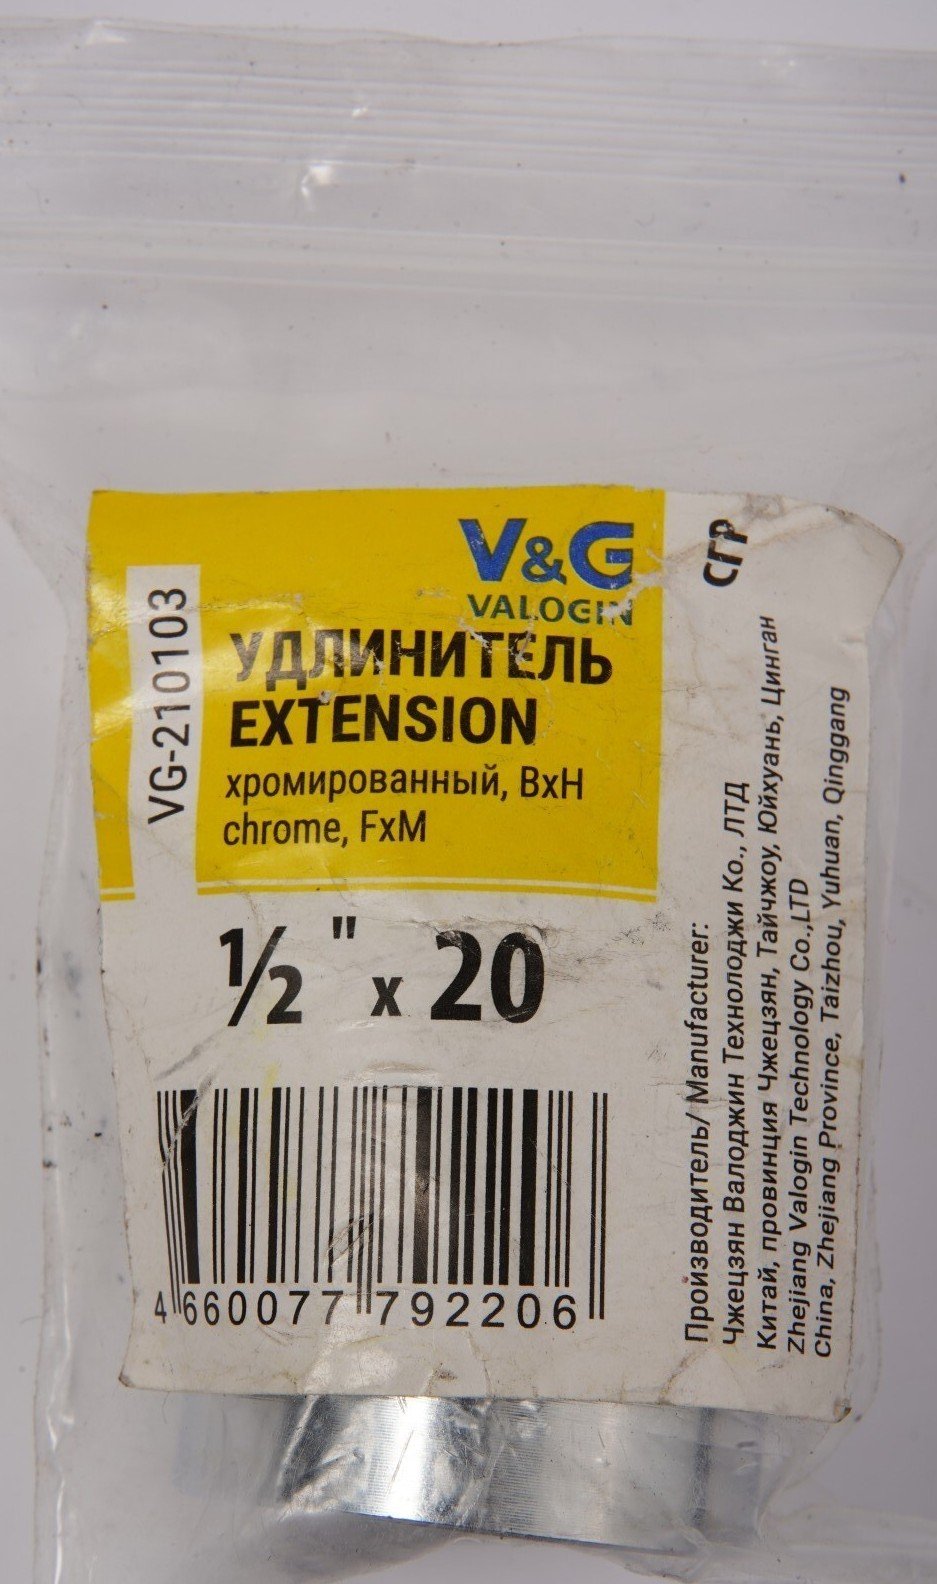 V&G
VALOGIN
VG-210103
УДЛИНИТЕЛЬ
EXTENSION
хромированный, ВхН
chrome, FxM
½ " x 20
4 660077 792206
СГР
Производитель/ Manufacturer:
Чжецзян Валоджин Технолоджи Ко., ЛТД
Китай, провинция Чжецзян, Тайчжоу, Юйхуань, Цинган
Zhejiang Valogin Technology Co.,LTD
China, Zhejiang Province, Taizhou, Yuhuan, Qinggang